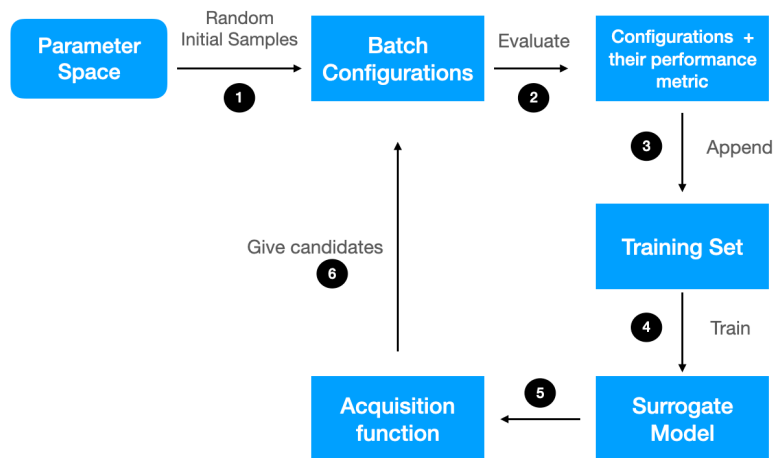 Parameter
Space
Random
Initial Samples
1
Batch
Configurations
Evaluate
2
Configurations +
their performance
metric
3
Append
Training Set
4
Train
Surrogate
Model
5
Acquisition
function
Give candidates
6